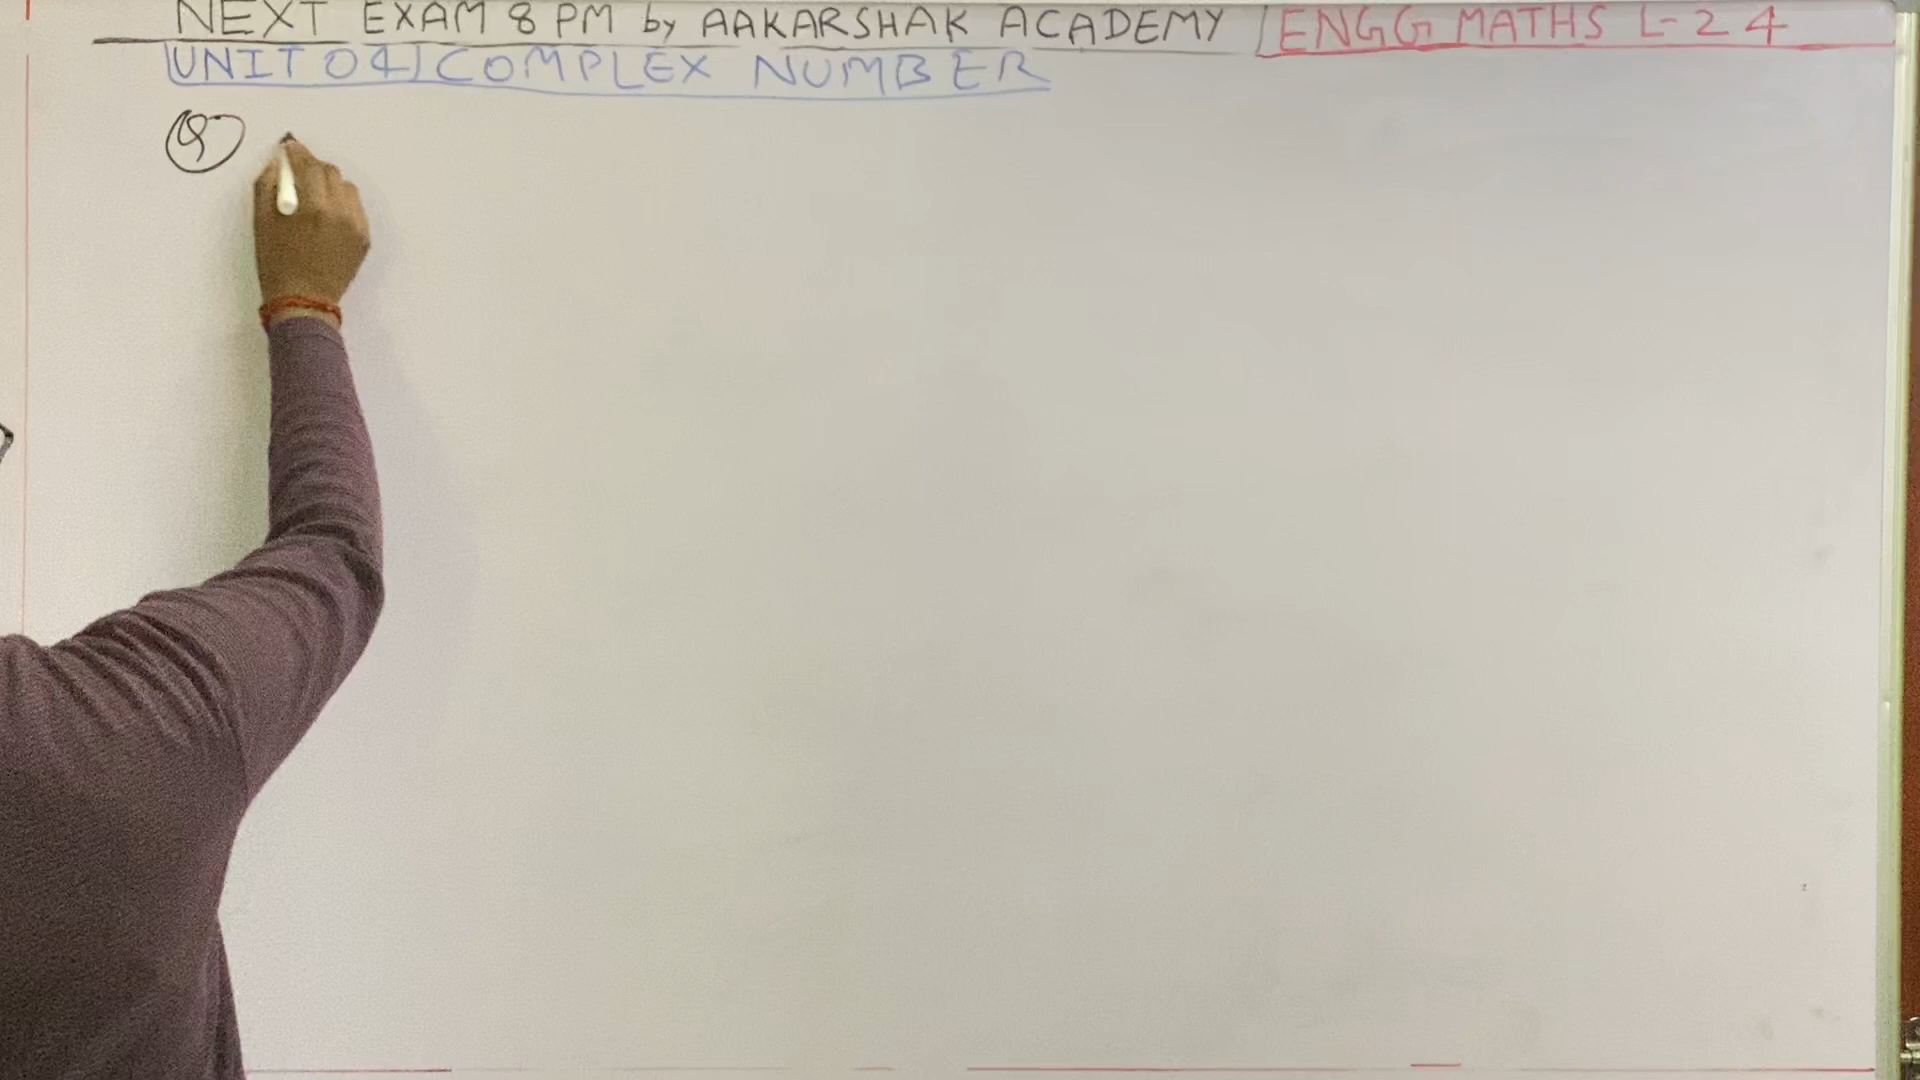 NEXT EXAM 8 PM by AAKARSHAK ACADEMY | ENGG MATHS L-24
UNIT 04 | COMPLEX NUMBER
Q